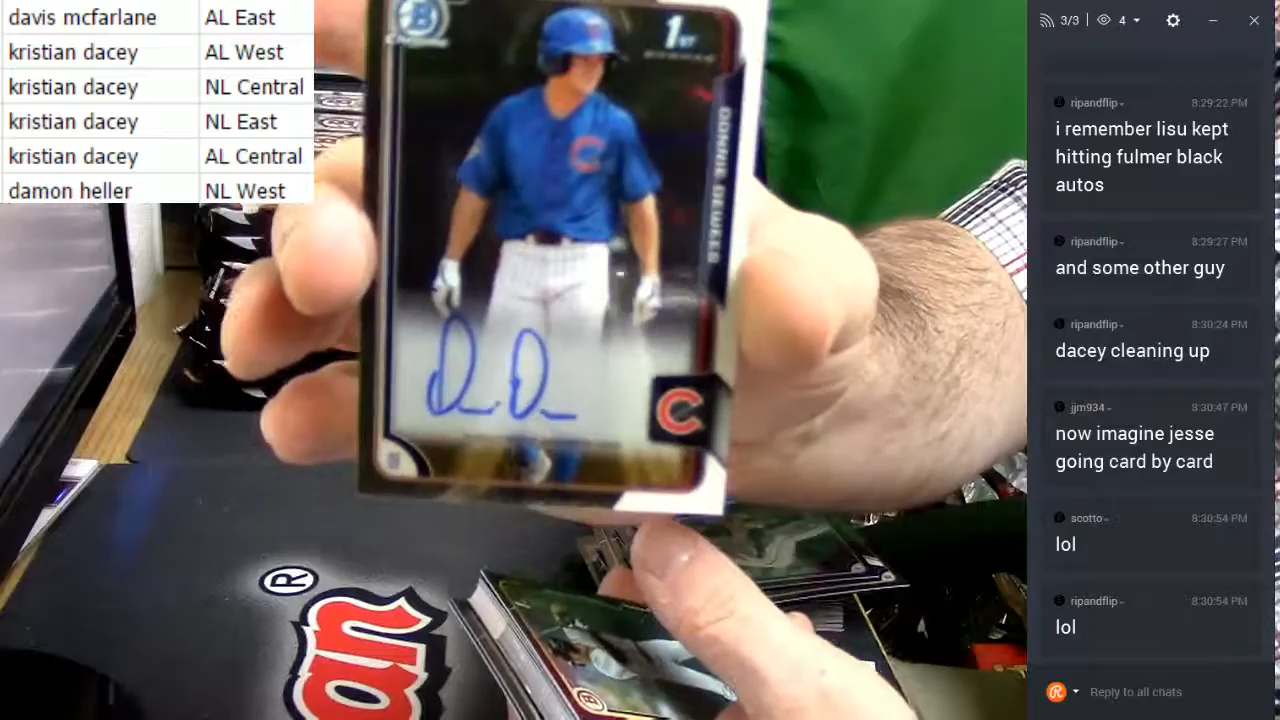 davis mcfarlane AL East
kristian dacey AL West
kristian dacey NL Central
kristian dacey NL East
kristian dacey AL Central
damon heller NL West
B
1ST
DONNIE DEWEES
C
®
an
3/3 4
ripandflip 8:29:22 PM
i remember lisu kept
hitting fulmer black
autos
ripandflip 8:29:27 PM
and some other guy
ripandflip 8:30:24 PM
dacey cleaning up
jjm934 8:30:47 PM
now imagine jesse
going card by card
scotto 8:30:54 PM
lol
ripandflip 8:30:54 PM
lol
Reply to all chats